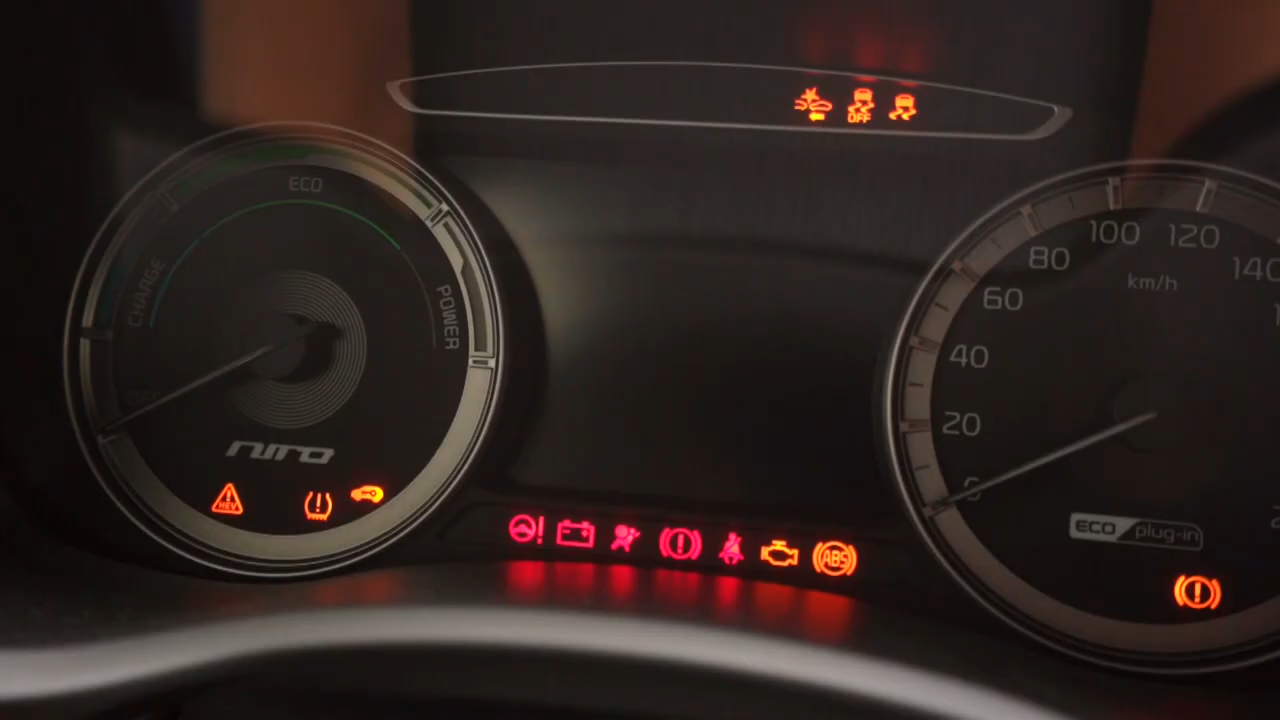 OFF
ECO
CHARGE
POWER
NIRO
HEV
ABS
0
20
40
60
80
100
120
140
km/h
ECO plug-in